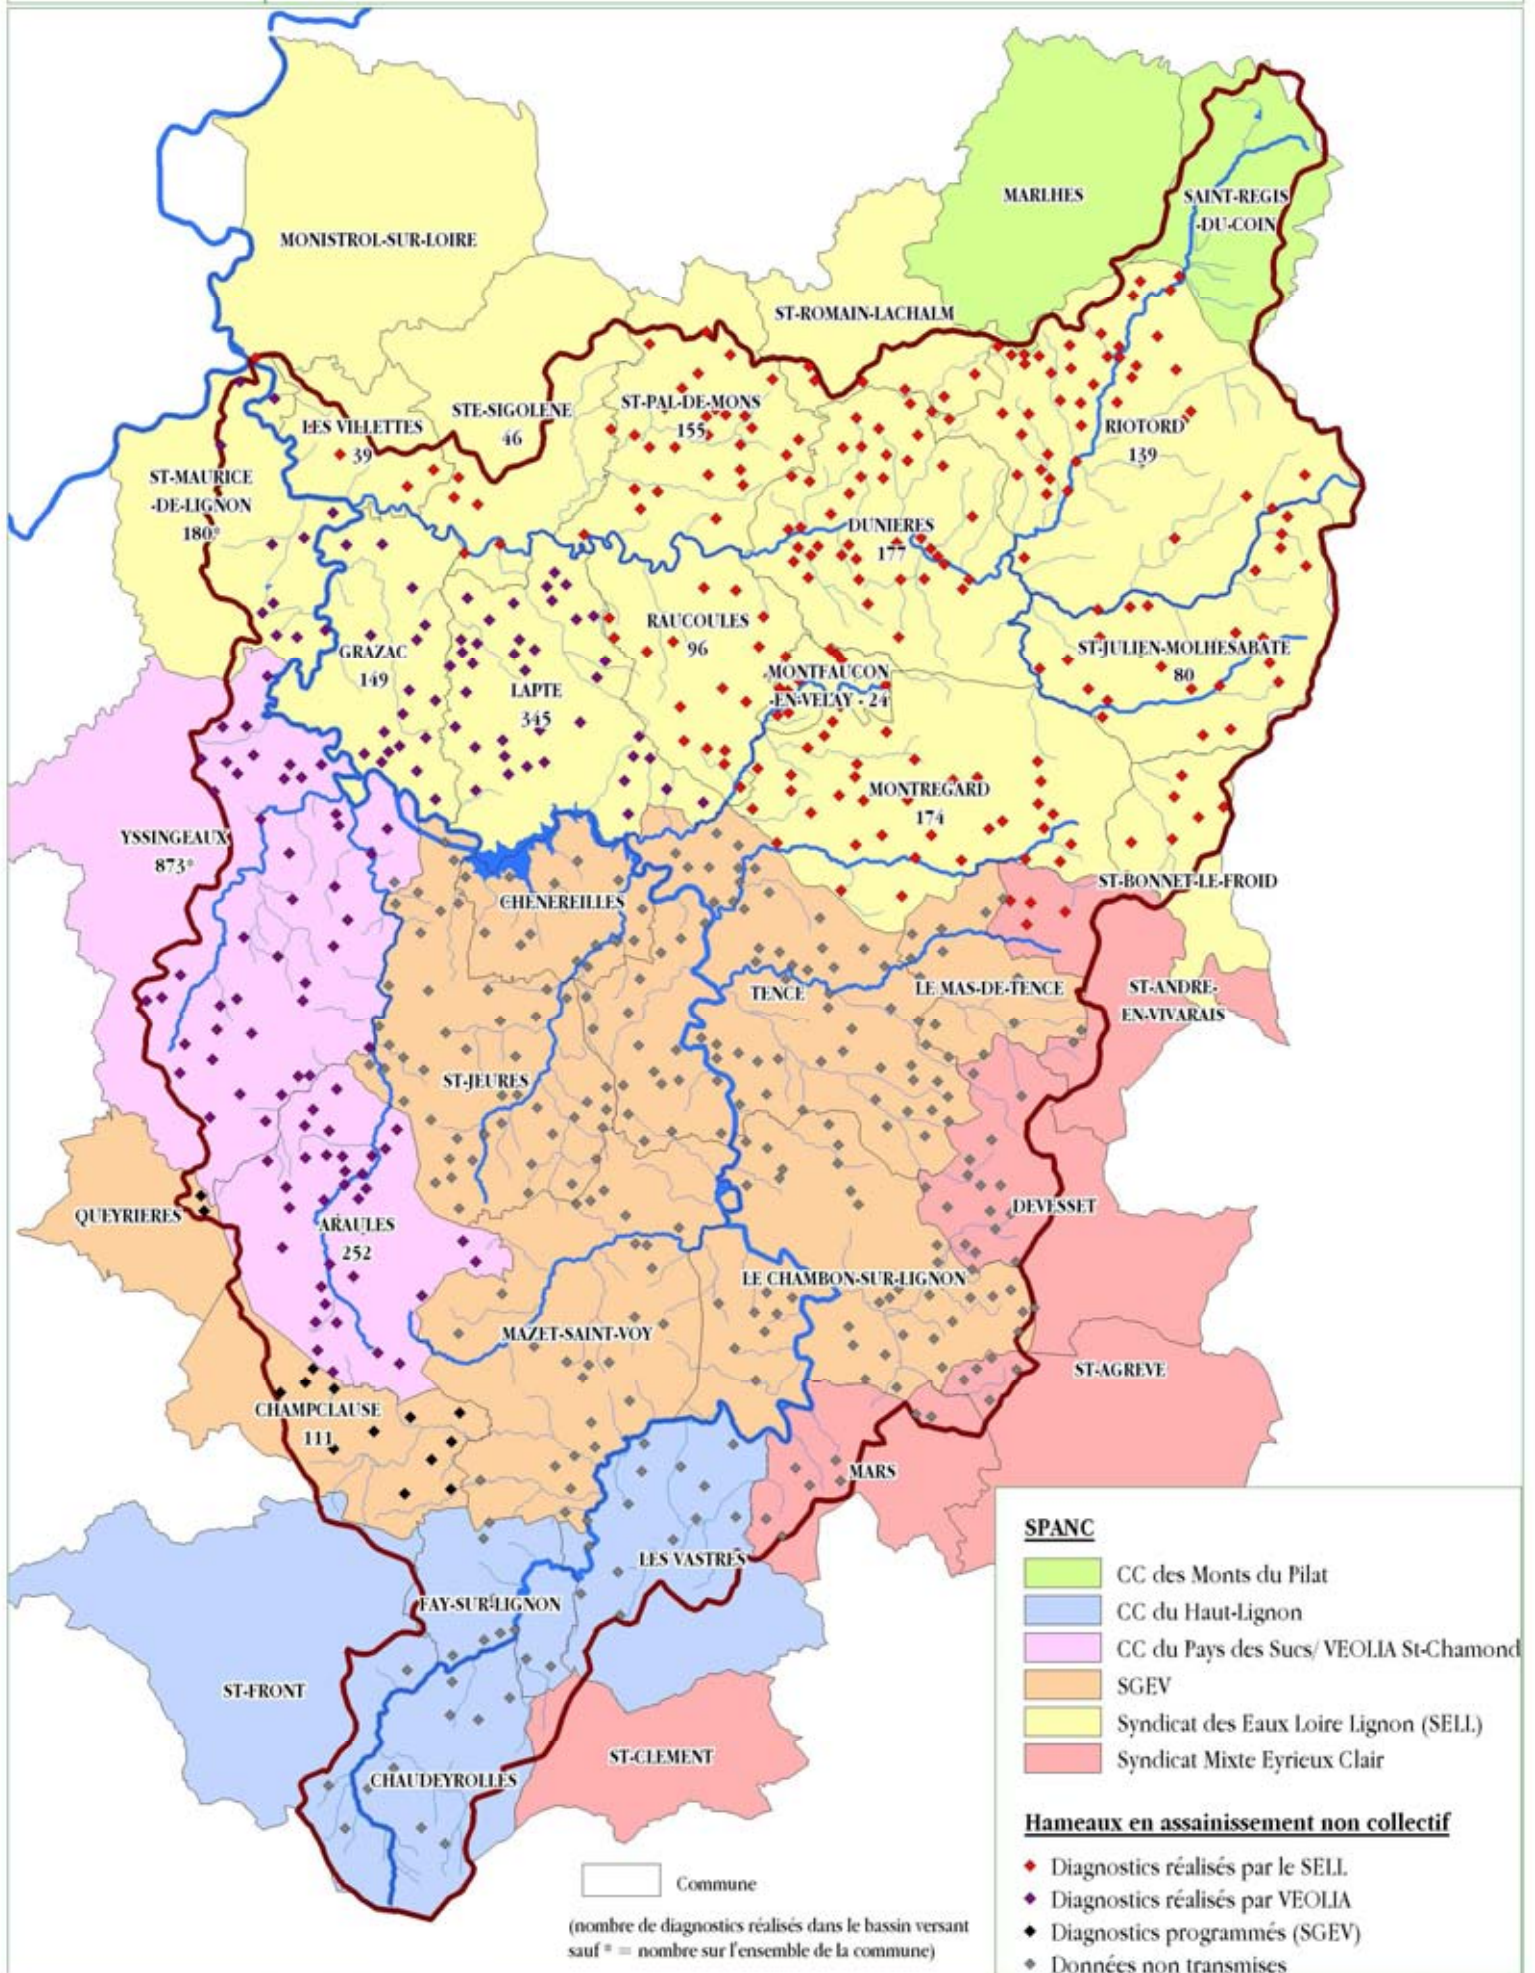 MARLHES
SAINT-REGIS
-DU-COIN
MONISTROL-SUR-LOIRE
ST-ROMAIN-LACHALM
STE-SIGOLENE
46
ST-PAL-DE-MONS
155
LES VILLETTES
39
RIOTORD
139
ST-MAURICE
-DE-LIGNON
180*
DUNIERES
177
RAUCOULES
96
GRAZAC
149
ST-JULIEN-MOLHESABATE
80
MONTFAUCON
-EN-VELAY - 24
LAPTE
345
MONTREGARD
174
YSSINGEAUX
873*
ST-BONNET-LE-FROID
CHENEREILLES
TENCE
LE MAS-DE-TENCE
ST-ANDRE-
EN-VIVARAIS
ST-JEURES
QUEYRIERES
ARAULES
252
DEVESSET
LE CHAMBON-SUR-LIGNON
MAZET-SAINT-VOY
ST-AGREVE
CHAMPCLAUSE
111
MARS
LES VASTRES
FAY-SUR-LIGNON
ST-FRONT
ST-CLEMENT
CHAUDEYROLLES
SPANC
CC des Monts du Pilat
CC du Haut-Lignon
CC du Pays des Sucs/ VEOLIA St-Chamond
SGEV
Syndicat des Eaux Loire Lignon (SELL)
Syndicat Mixte Eyrieux Clair
Hameaux en assainissement non collectif
Diagnostics réalisés par le SELL
Diagnostics réalisés par VEOLIA
Diagnostics programmés (SGEV)
Données non transmises
Commune
(nombre de diagnostics réalisés dans le bassin versant
sauf * = nombre sur l'ensemble de la commune)